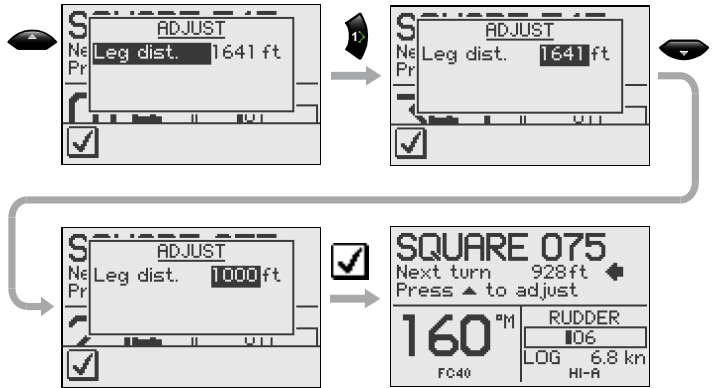 ADJUST
Leg dist. 1641 ft
1>
ADJUST
Leg dist. 1641 ft
ADJUST
Leg dist. 1000 ft
SQUARE 075
Next turn 928ft
Press ▲ to adjust
160 °M
FC40
RUDDER
06
LOG 6.8 kn
HI-A